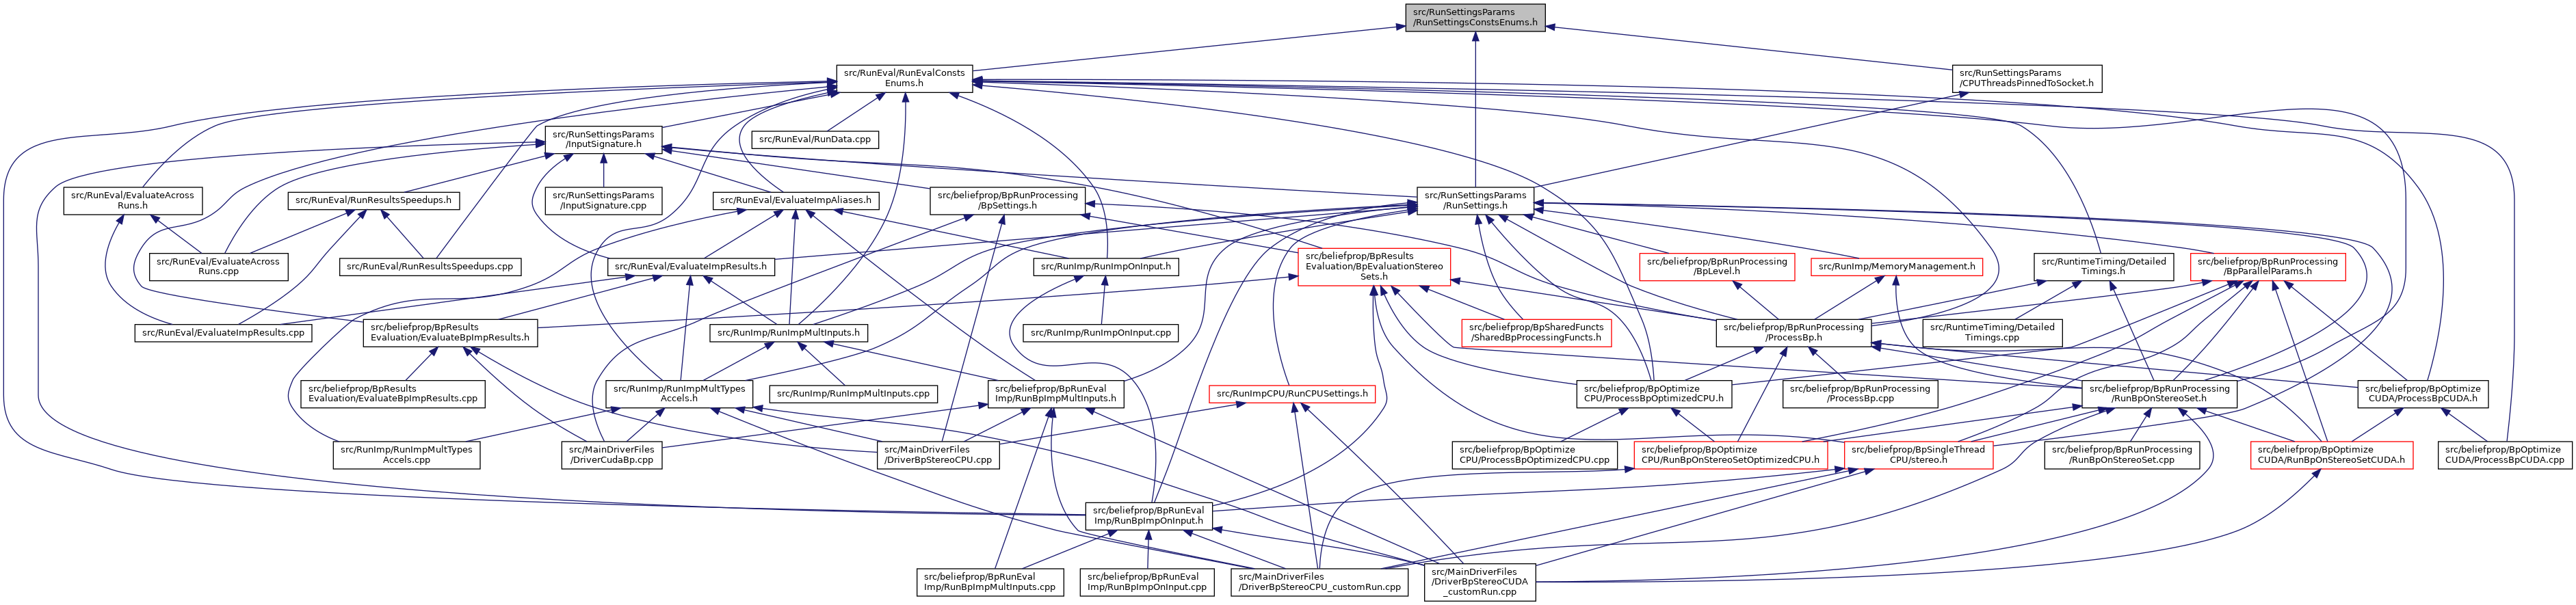 src/RunSettingsParams
/RunSettingsConstsEnums.h
src/RunEval/RunEvalConsts
Enums.h
src/RunSettingsParams
/CPUThreadsPinnedToSocket.h
src/RunSettingsParams
/InputSignature.h
src/RunEval/RunData.cpp
src/RunEval/EvaluateAcross
Runs.h
src/RunEval/RunResultsSpeedups.h
src/RunSettingsParams
/InputSignature.cpp
src/RunEval/EvaluateImpAliases.h
src/beliefprop/BpRunProcessing
/BpSettings.h
src/RunSettingsParams
/RunSettings.h
src/RunEval/EvaluateAcross
Runs.cpp
src/RunEval/RunResultsSpeedups.cpp
src/RunEval/EvaluateImpResults.h
src/RunImp/RunImpOnInput.h
src/beliefprop/BpResults
Evaluation/BpEvaluationStereo
Sets.h
src/beliefprop/BpRunProcessing
/BpLevel.h
src/RunImp/MemoryManagement.h
src/RuntimeTiming/Detailed
Timings.h
src/beliefprop/BpRunProcessing
/BpParallelParams.h
src/RunEval/EvaluateImpResults.cpp
src/beliefprop/BpResults
Evaluation/EvaluateBpImpResults.h
src/RunImp/RunImpMultInputs.h
src/RunImp/RunImpOnInput.cpp
src/beliefprop/BpSharedFuncts
/SharedBpProcessingFuncts.h
src/beliefprop/BpRunProcessing
/ProcessBp.h
src/RuntimeTiming/Detailed
Timings.cpp
src/beliefprop/BpResults
Evaluation/EvaluateBpImpResults.cpp
src/RunImp/RunImpMultTypes
Accels.h
src/RunImp/RunImpMultInputs.cpp
src/beliefprop/BpRunEval
Imp/RunBpImpMultInputs.h
src/RunImpCPU/RunCPUSettings.h
src/beliefprop/BpOptimize
CPU/ProcessBpOptimizedCPU.h
src/beliefprop/BpRunProcessing
/ProcessBp.cpp
src/beliefprop/BpRunProcessing
/RunBpOnStereoSet.h
src/beliefprop/BpOptimize
CUDA/ProcessBpCUDA.h
src/RunImp/RunImpMultTypes
Accels.cpp
src/MainDriverFiles
/DriverCudaBp.cpp
src/MainDriverFiles
/DriverBpStereoCPU.cpp
src/beliefprop/BpOptimize
CPU/ProcessBpOptimizedCPU.cpp
src/beliefprop/BpOptimize
CPU/RunBpOnStereoSetOptimizedCPU.h
src/beliefprop/BpSingleThread
CPU/stereo.h
src/beliefprop/BpRunProcessing
/RunBpOnStereoSet.cpp
src/beliefprop/BpOptimize
CUDA/RunBpOnStereoSetCUDA.h
src/beliefprop/BpOptimize
CUDA/ProcessBpCUDA.cpp
src/beliefprop/BpRunEval
Imp/RunBpImpOnInput.h
src/beliefprop/BpRunEval
Imp/RunBpImpMultInputs.cpp
src/beliefprop/BpRunEval
Imp/RunBpImpOnInput.cpp
src/MainDriverFiles
/DriverBpStereoCPU_customRun.cpp
src/MainDriverFiles
/DriverBpStereoCUDA
_customRun.cpp